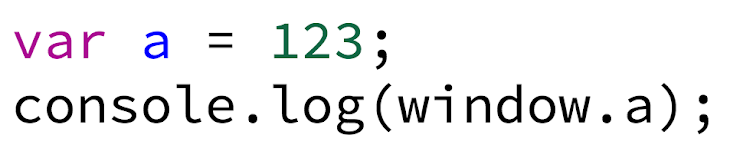 var a = 123;
console.log(window.a);